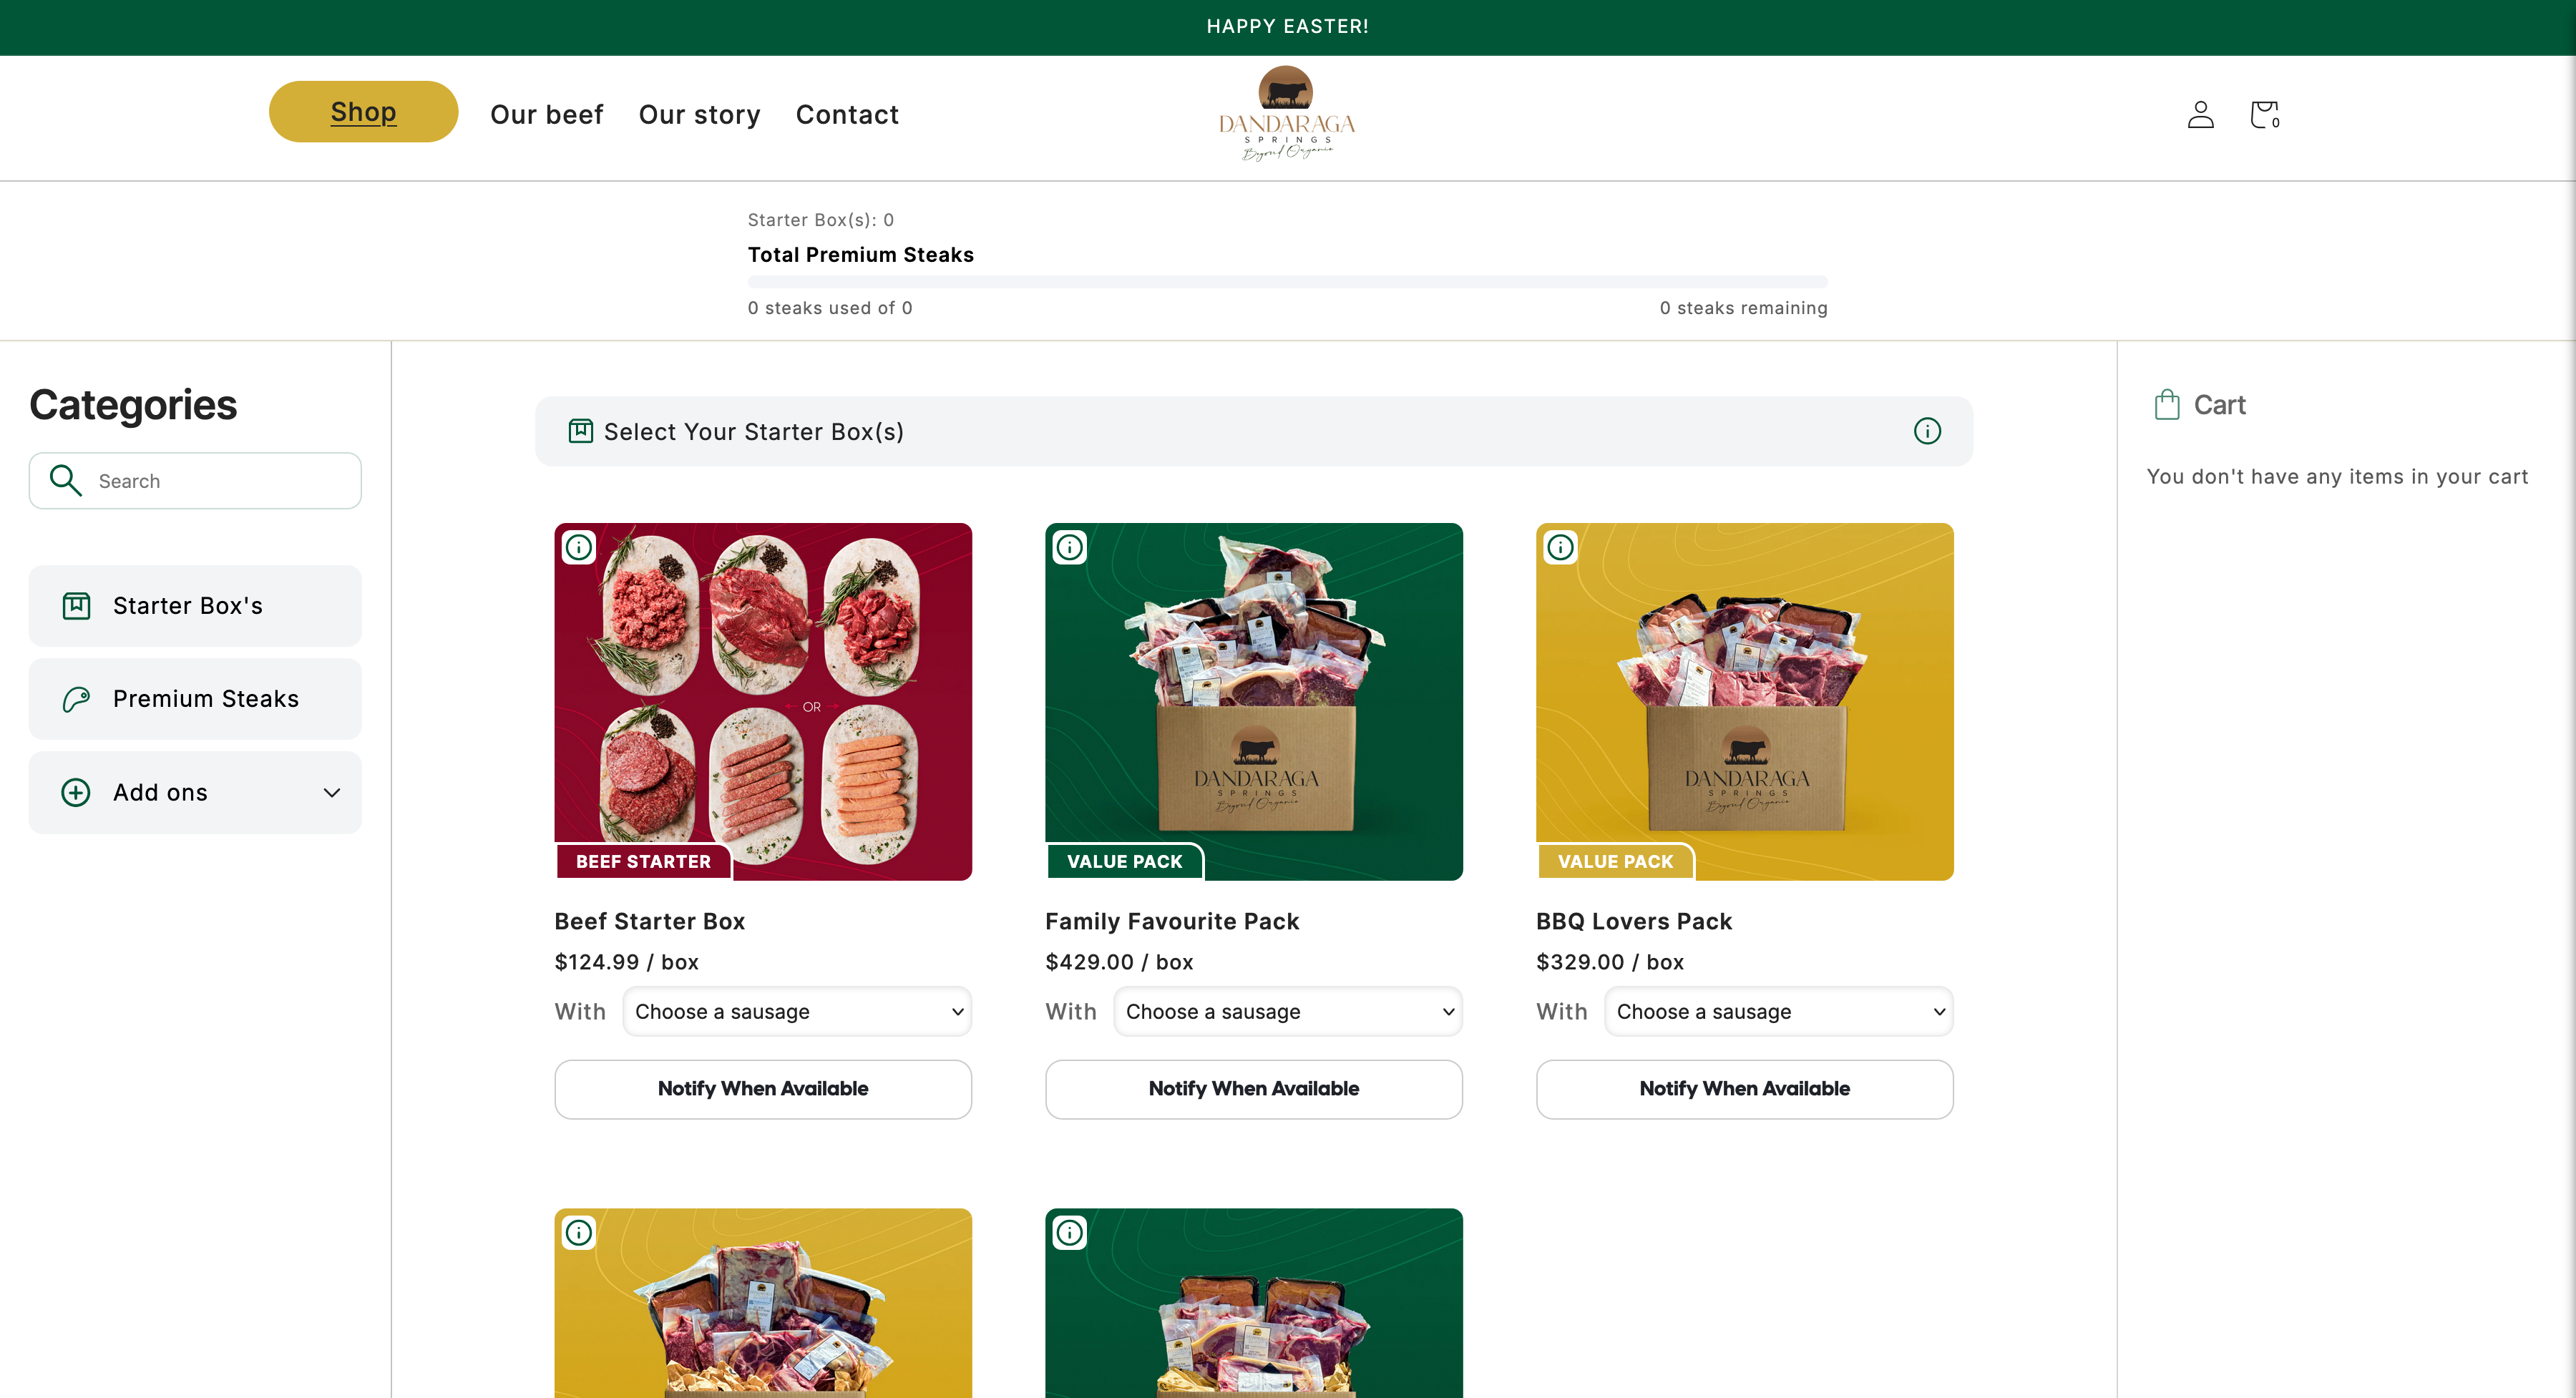 HAPPY EASTER!
Shop
Our beef
Our story
Contact
DANDARAGA
SPRINGS
Beyond Organic
0
Starter Box(s): 0
Total Premium Steaks
0 steaks used of 0
0 steaks remaining
Categories
Search
Starter Box's
Premium Steaks
Add ons
Select Your Starter Box(s)
OR
BEEF STARTER
Beef Starter Box
$124.99 / box
With
Choose a sausage
Notify When Available
DANDARAGA
SPRINGS
Beyond Organic
VALUE PACK
Family Favourite Pack
$429.00 / box
With
Choose a sausage
Notify When Available
DANDARAGA
SPRINGS
Beyond Organic
VALUE PACK
BBQ Lovers Pack
$329.00 / box
With
Choose a sausage
Notify When Available
Cart
You don't have any items in your cart